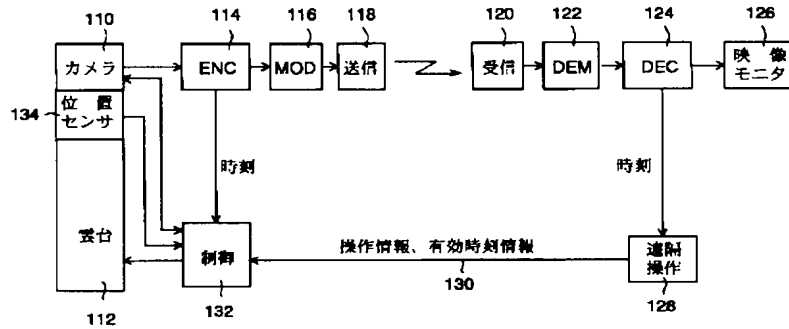 110
114
116
118
120
122
124
126
カメラ
ENC
MOD
送信
受信
DEM
DEC
映像
モニタ
134
位置
センサ
時刻
時刻
雲台
制御
操作情報、有効時刻情報
130
遠隔
操作
112
132
128